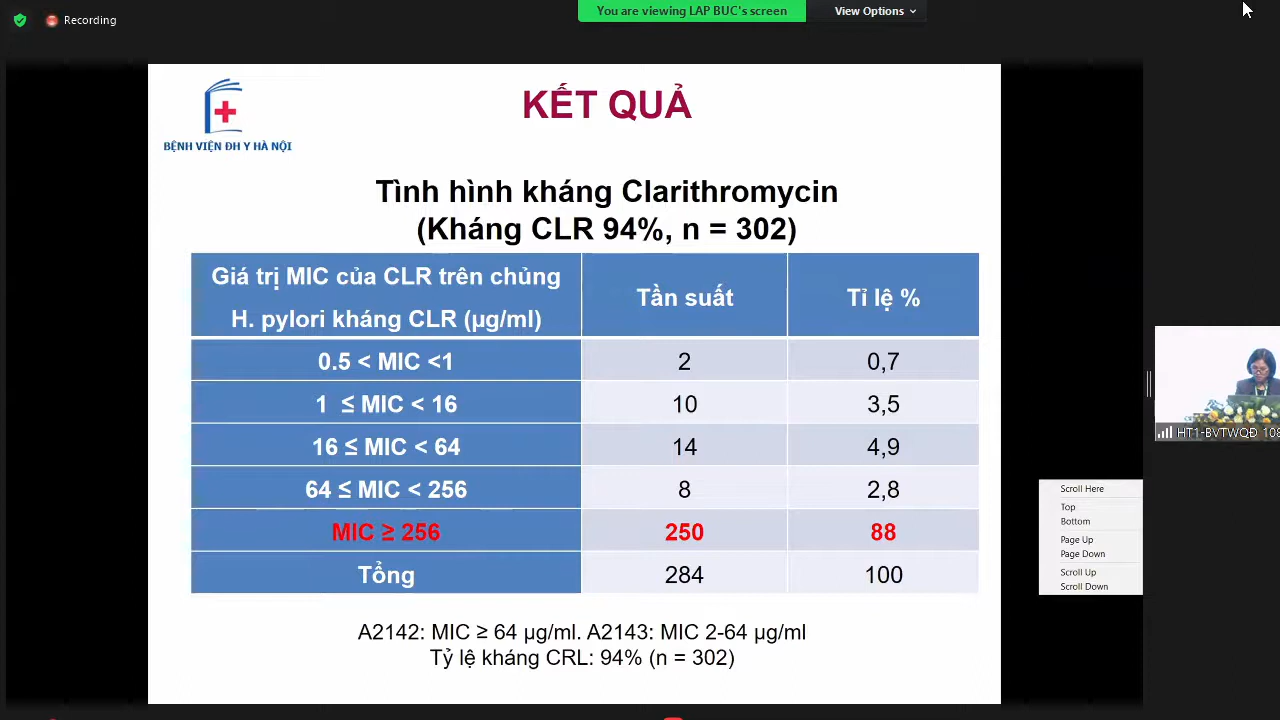 Recording
You are viewing LAP BUC's screen
View Options
BỆNH VIỆN ĐH Y HÀ NỘI
KẾT QUẢ
Tình hình kháng Clarithromycin
(Kháng CLR 94%, n = 302)
Giá trị MIC của CLR trên chủng
H. pylori kháng CLR (µg/ml)
Tần suất
Tỉ lệ %
0.5 < MIC <1 2 0,7
1 ≤ MIC < 16 10 3,5
16 ≤ MIC < 64 14 4,9
64 ≤ MIC < 256 8 2,8
MIC ≥ 256 250 88
Tổng 284 100
A2142: MIC ≥ 64 µg/ml. A2143: MIC 2-64 µg/ml
Tỷ lệ kháng CRL: 94% (n = 302)
HT1-BVTWQĐ 108
Scroll Here
Top
Bottom
Page Up
Page Down
Scroll Up
Scroll Down